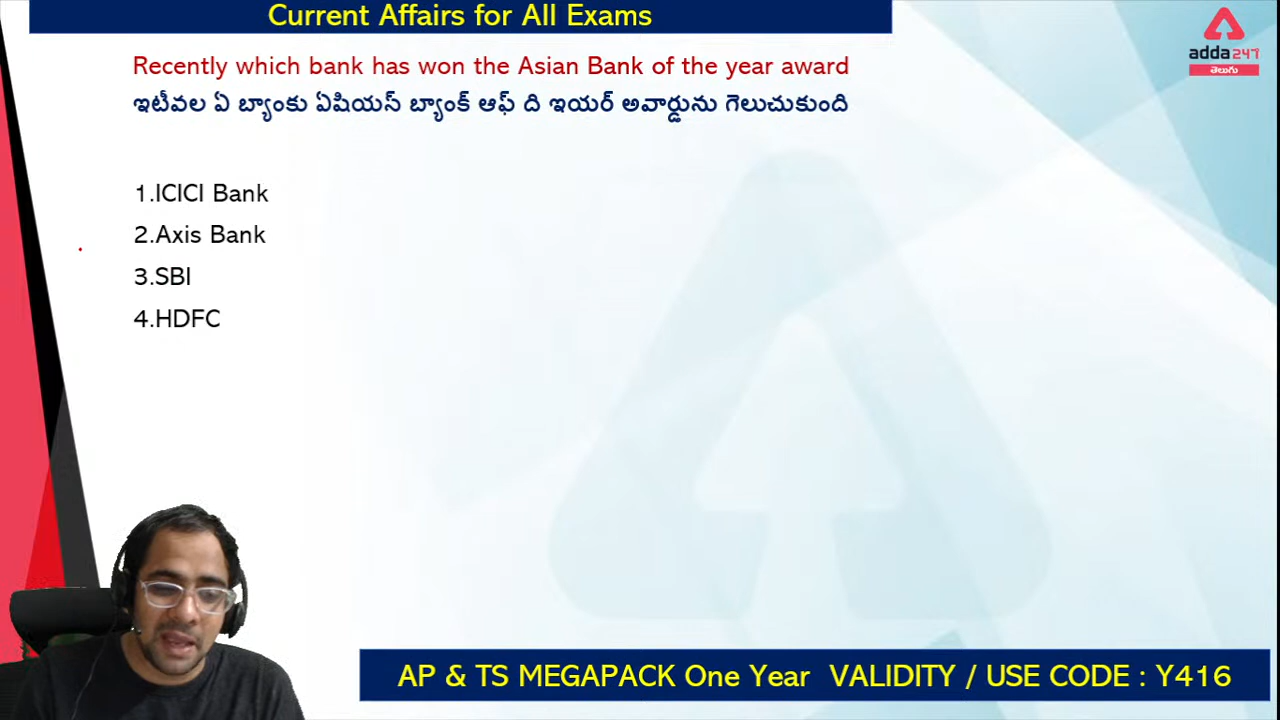 Current Affairs for All Exams
adda247
తెలుగు
Recently which bank has won the Asian Bank of the year award
ఇటీవల ఏ బ్యాంకు ఏషియస్ బ్యాంక్ ఆఫ్ ది ఇయర్ అవార్డును గెలుచుకుంది
1.ICICI Bank
2.Axis Bank
3.SBI
4.HDFC
AP & TS MEGAPACK One Year VALIDITY / USE CODE : Y416